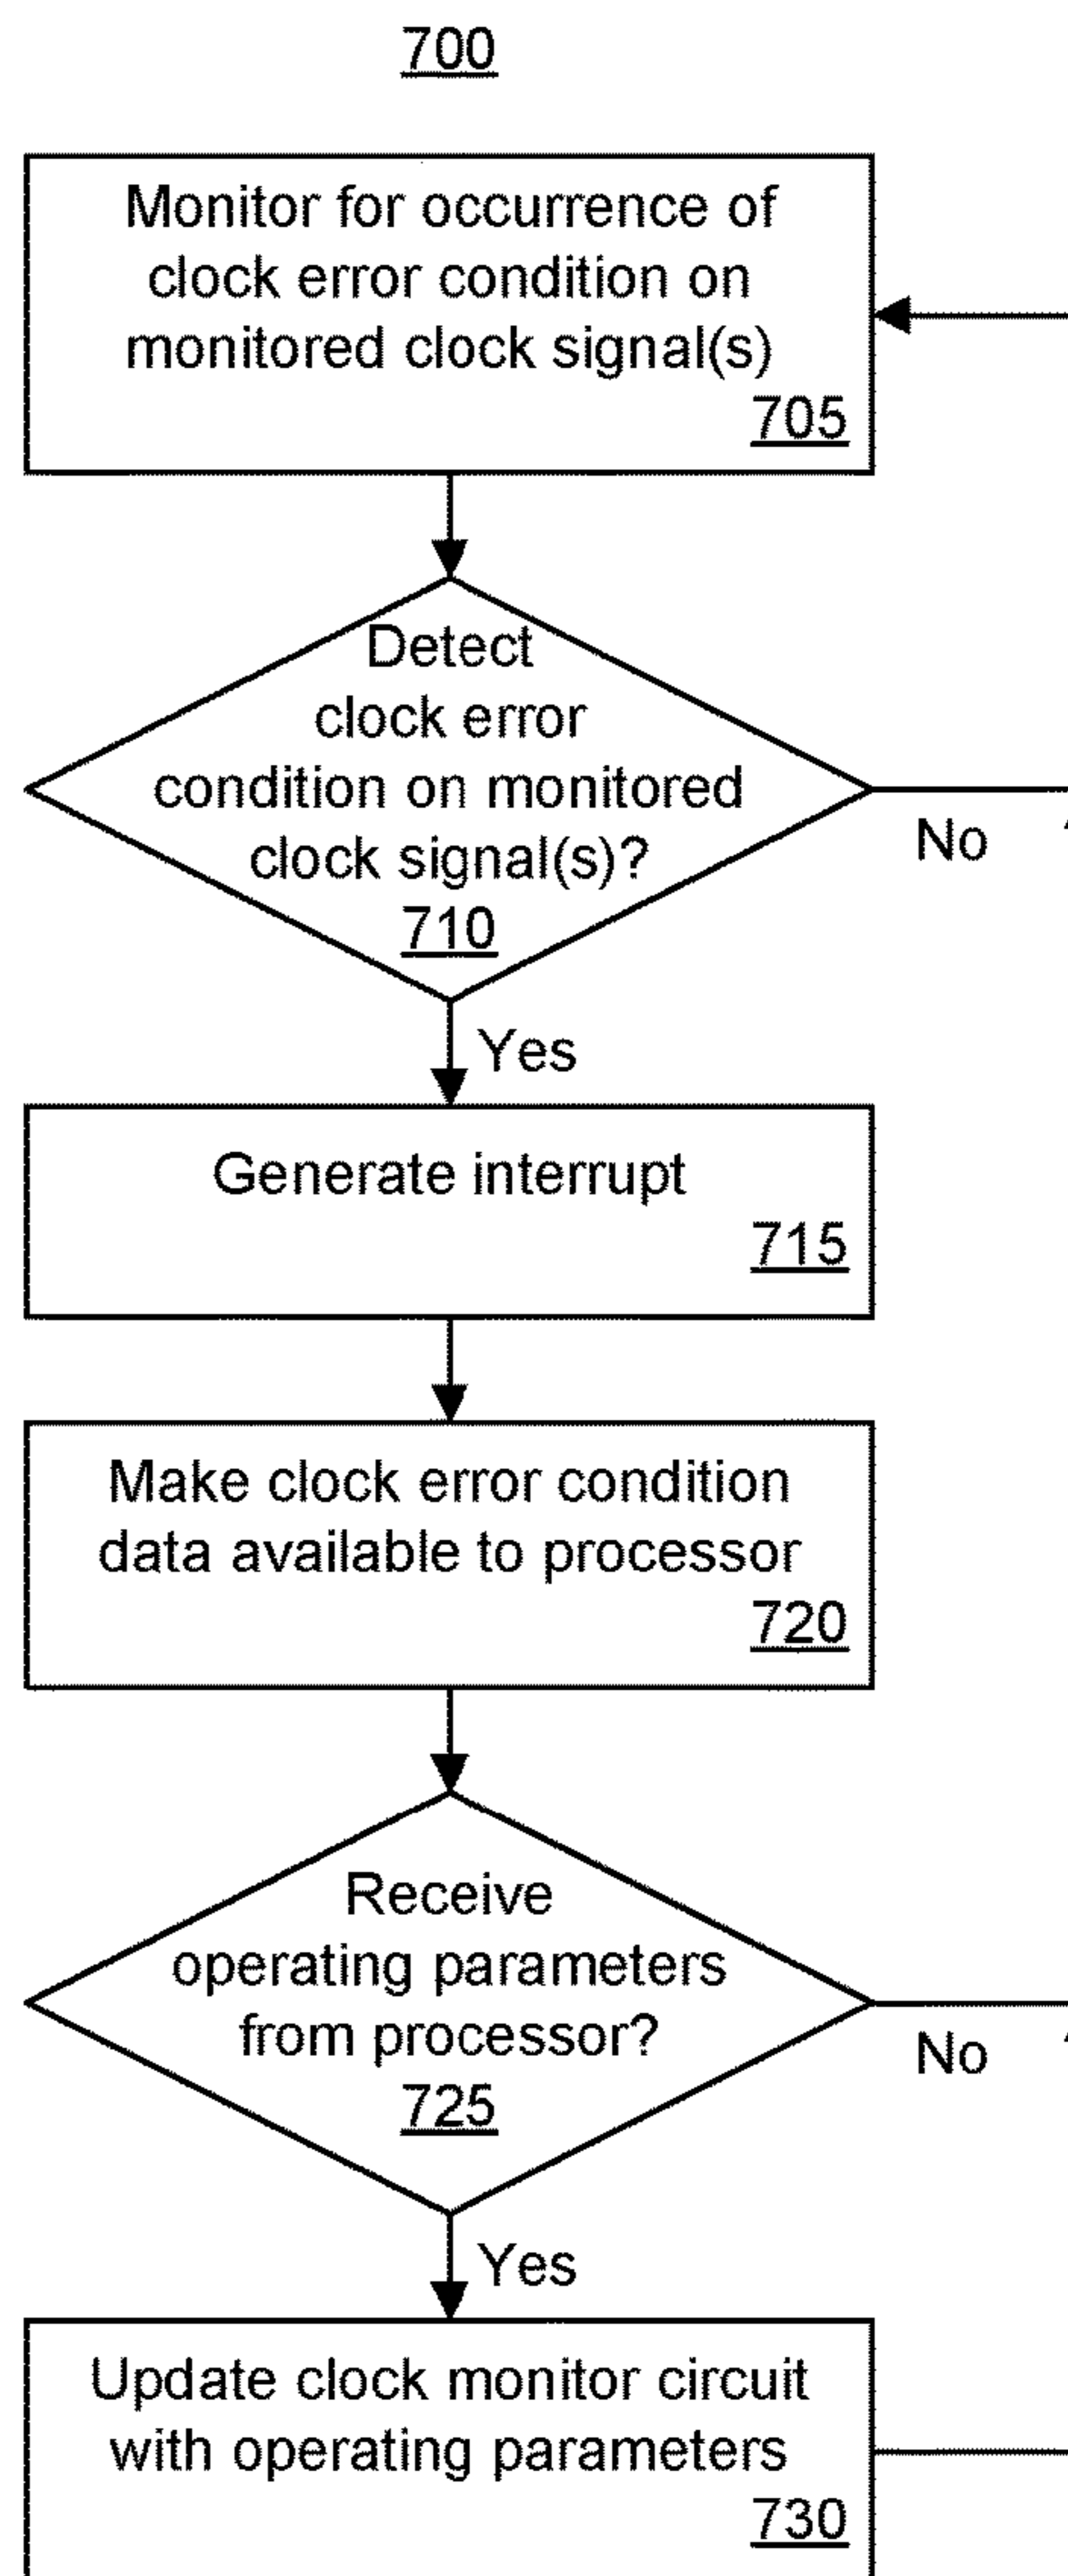 700
Monitor for occurrence of
clock error condition on
monitored clock signal(s)
705
Detect
clock error
condition on monitored
clock signal(s)?
710
No
Yes
Generate interrupt
715
Make clock error condition
data available to processor
720
Receive
operating parameters
from processor?
725
No
Yes
Update clock monitor circuit
with operating parameters
730